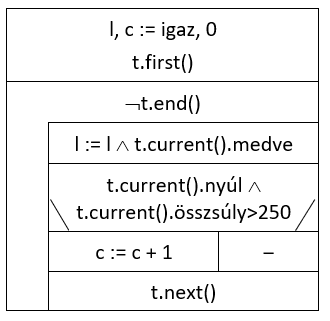 l, c := igaz, 0
t.first()
¬t.end()
l := l ∧ t.current().medve
t.current().nyúl ∧
t.current().összsúly>250
c := c + 1
–
t.next()